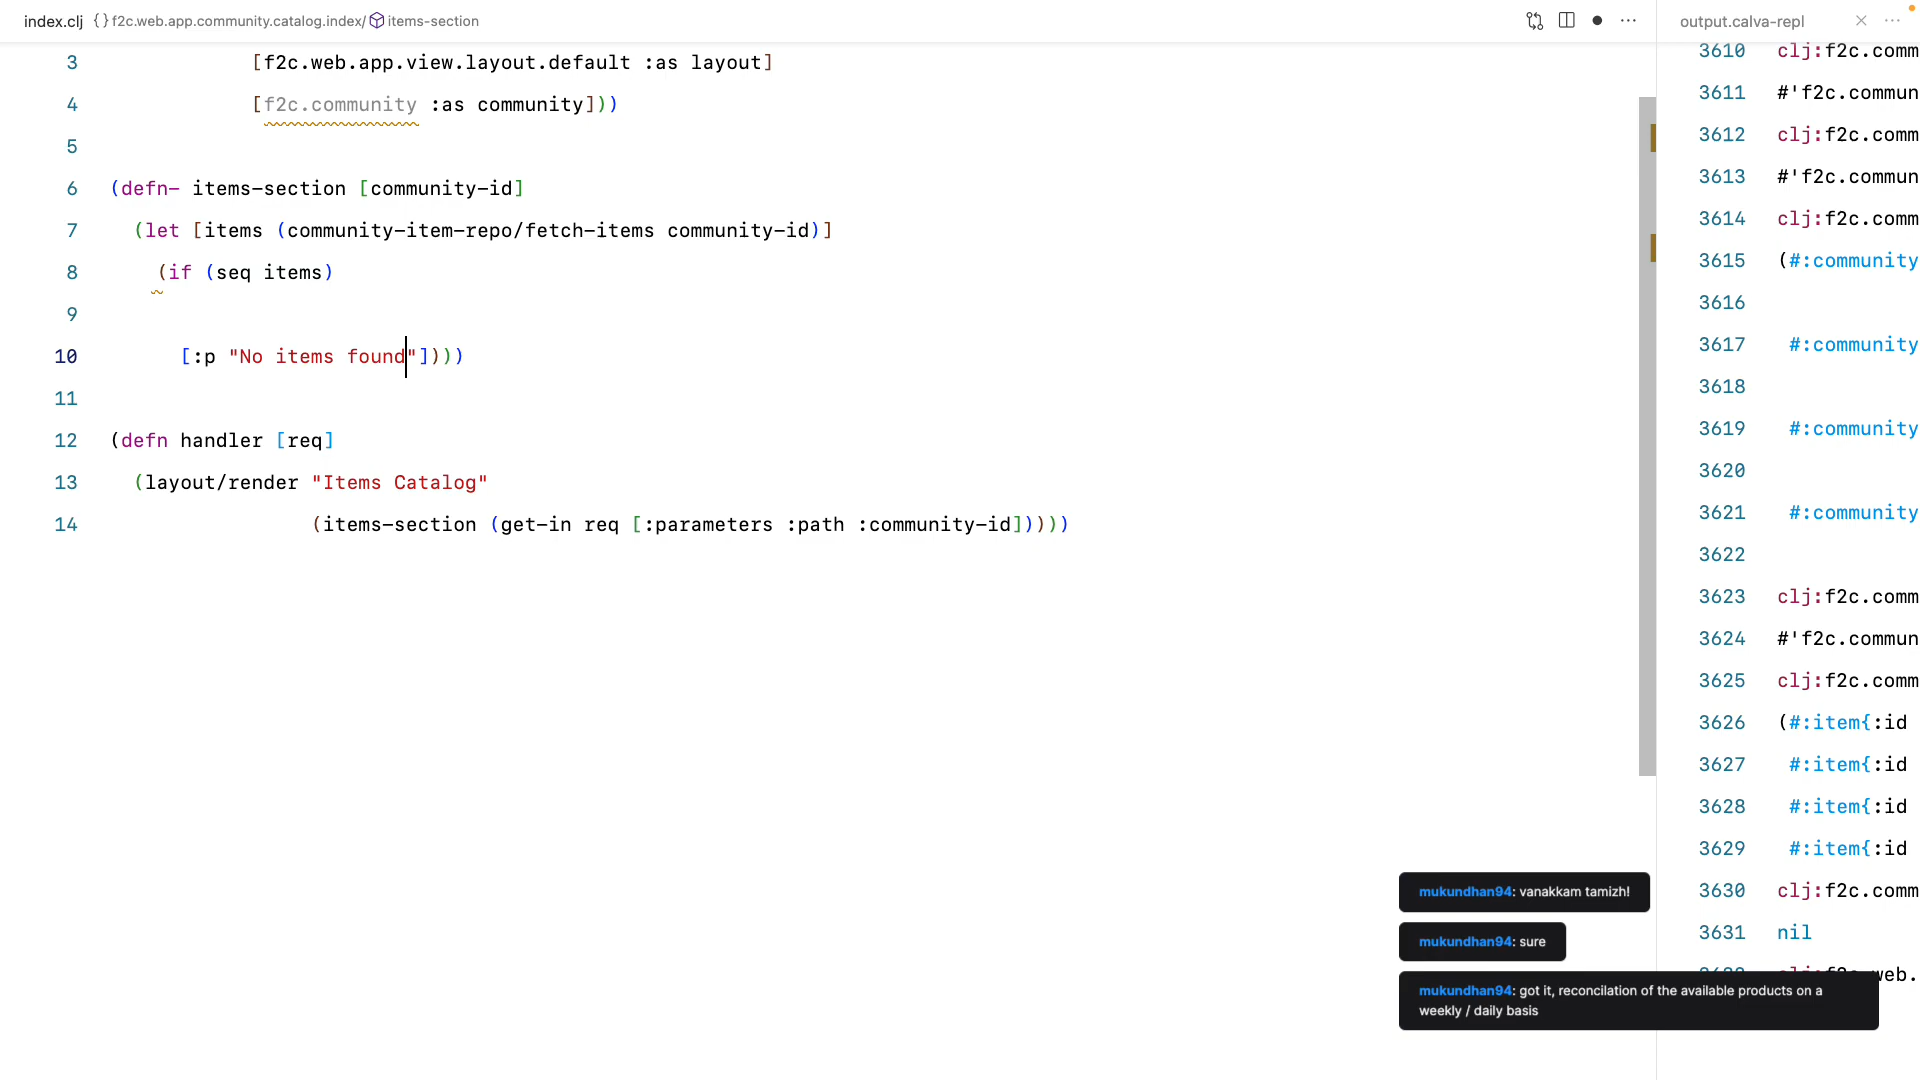 index.clj {} f2c.web.app.community.catalog.index/ items-section
3 [f2c.web.app.view.layout.default :as layout]
4 [f2c.community :as community]))
5
6 (defn- items-section [community-id]
7 (let [items (community-item-repo/fetch-items community-id)]
8 (if (seq items)
9
10 [:p "No items found"])))
11
12 (defn handler [req]
13 (layout/render "Items Catalog"
14 (items-section (get-in req [:parameters :path :community-id]))))
output.calva-repl
3610 clj:f2c.comm
3611 #'f2c.commun
3612 clj:f2c.comm
3613 #'f2c.commun
3614 clj:f2c.comm
3615 (#:community
3616
3617 #:community
3618
3619 #:community
3620
3621 #:community
3622
3623 clj:f2c.comm
3624 #'f2c.commun
3625 clj:f2c.comm
3626 (#:item{:id
3627 #:item{:id
3628 #:item{:id
3629 #:item{:id
3630 clj:f2c.comm
3631 nil
web.
mukundhan94: vanakkam tamizh!
mukundhan94: sure
mukundhan94: got it, reconcilation of the available products on a
weekly / daily basis